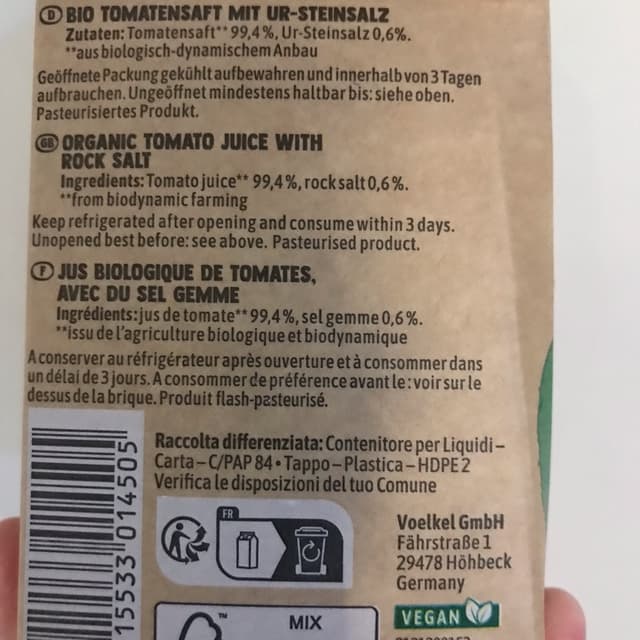 D BIO TOMATENSAFT MIT UR-STEINSALZ
Zutaten: Tomatensaft** 99,4%, Ur-Steinsalz 0,6%.
**aus biologisch-dynamischem Anbau
Geöffnete Packung gekühlt aufbewahren und innerhalb von 3 Tagen
aufbrauchen. Ungeöffnet mindestens haltbar bis: siehe oben.
Pasteurisiertes Produkt.
GB ORGANIC TOMATO JUICE WITH
ROCK SALT
Ingredients: Tomato juice** 99,4%, rock salt 0,6%.
**from biodynamic farming
Keep refrigerated after opening and consume within 3 days.
Unopened best before: see above. Pasteurised product.
F JUS BIOLOGIQUE DE TOMATES,
AVEC DU SEL GEMME
Ingrédients: jus de tomate** 99,4%, sel gemme 0,6%.
**issu de l'agriculture biologique et biodynamique
A conserver au réfrigérateur après ouverture et à consommer dans
un délai de 3 jours. A consommer de préférence avant le: voir sur le
dessus de la brique. Produit flash-pasteurisé.
Raccolta differenziata: Contenitore per Liquidi –
Carta – C/PAP 84 • Tappo – Plastica – HDPE 2
Verifica le disposizioni del tuo Comune
15533 014505
FR
Voelkel GmbH
Fährstraße 1
29478 Höhbeck
Germany
VEGAN
TM
MIX